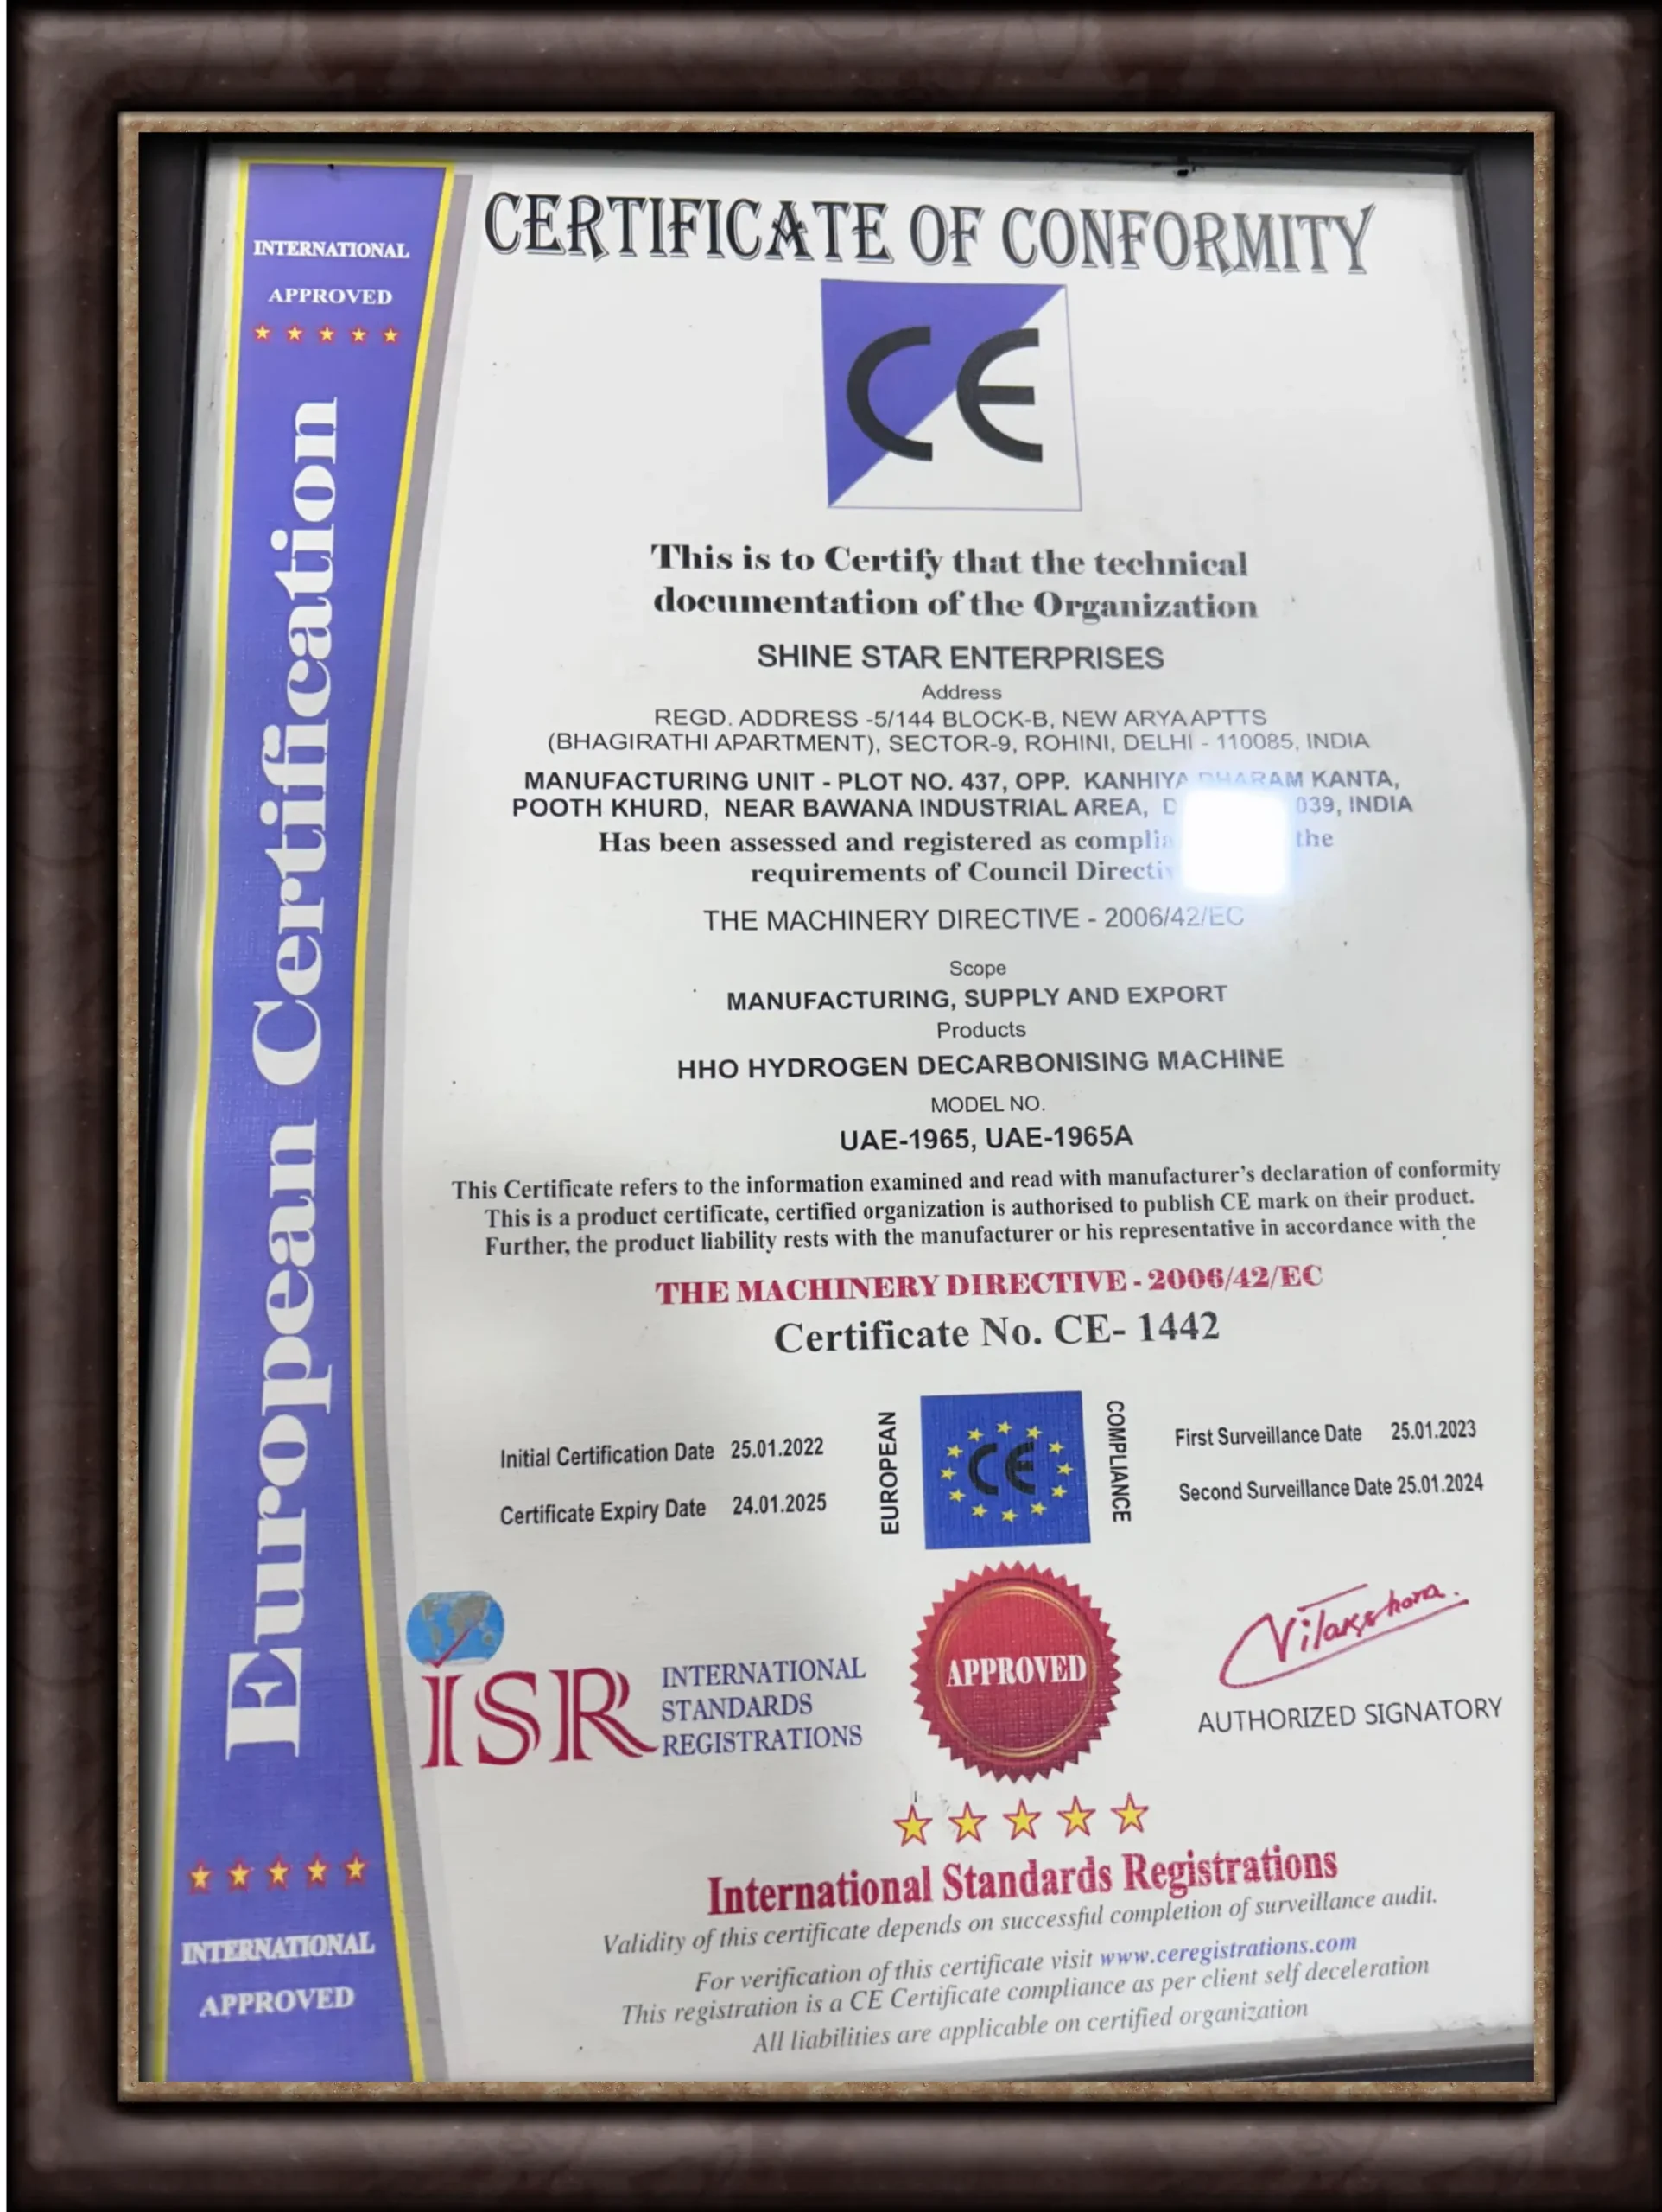 INTERNATIONAL
APPROVED
European Certification
INTERNATIONAL
APPROVED
CERTIFICATE OF CONFORMITY
CE
This is to Certify that the technical
documentation of the Organization
SHINE STAR ENTERPRISES
Address
REGD. ADDRESS -5/144 BLOCK-B, NEW ARYA APTTS
(BHAGIRATHI APARTMENT), SECTOR-9, ROHINI, DELHI - 110085, INDIA
MANUFACTURING UNIT - PLOT NO. 437, OPP. KANHIYA DHARAM KANTA,
POOTH KHURD, NEAR BAWANA INDUSTRIAL AREA, 039, INDIA
Has been assessed and registered as the
requirements of Council
THE MACHINERY DIRECTIVE - 2006/42/EC
Scope
MANUFACTURING, SUPPLY AND EXPORT
Products
HHO HYDROGEN DECARBONISING MACHINE
MODEL NO.
UAE-1965, UAE-1965A
This Certificate refers to the information examined and read with manufacturer's declaration of conformity
This is a product certificate, certified organization is authorised to publish CE mark on their product.
Further, the product liability rests with the manufacturer or his representative in accordance with the
THE MACHINERY DIRECTIVE - 2006/42/EC
Certificate No. CE- 1442
Initial Certification Date 25.01.2022
Certificate Expiry Date 24.01.2025
EUROPEAN
CE
COMPLIANCE
First Surveillance Date 25.01.2023
Second Surveillance Date 25.01.2024
ISR
INTERNATIONAL
STANDARDS
REGISTRATIONS
APPROVED
AUTHORIZED SIGNATORY
International Standards Registrations
Validity of this certificate depends on successful completion of surveillance audit.
For verification of this certificate visit www.ceregistrations.com
This registration is a CE Certificate compliance as per client self deceleration
All liabilities are applicable on certified organization